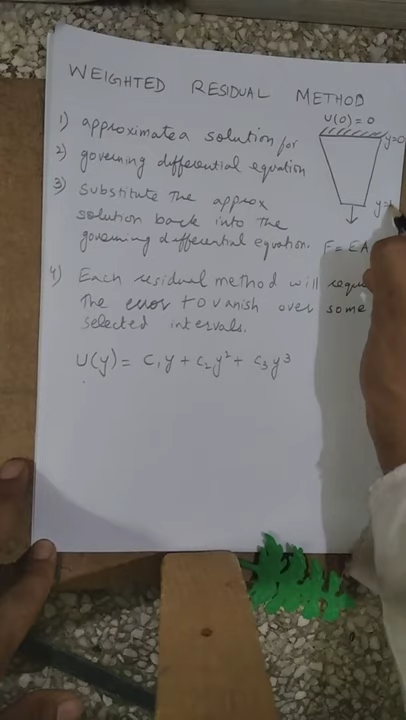 WEIGHTED RESIDUAL METHOD
U(0) = 0
y=0
1) approximate a solution for
2) governing differential equation
3) Substitute the approx
solution back into the
governing differential equation.
y=
F = EA
4) Each residual method will
the error to vanish over some
selected intervals.
U(y) = C₁y + C₂y² + C₃y³